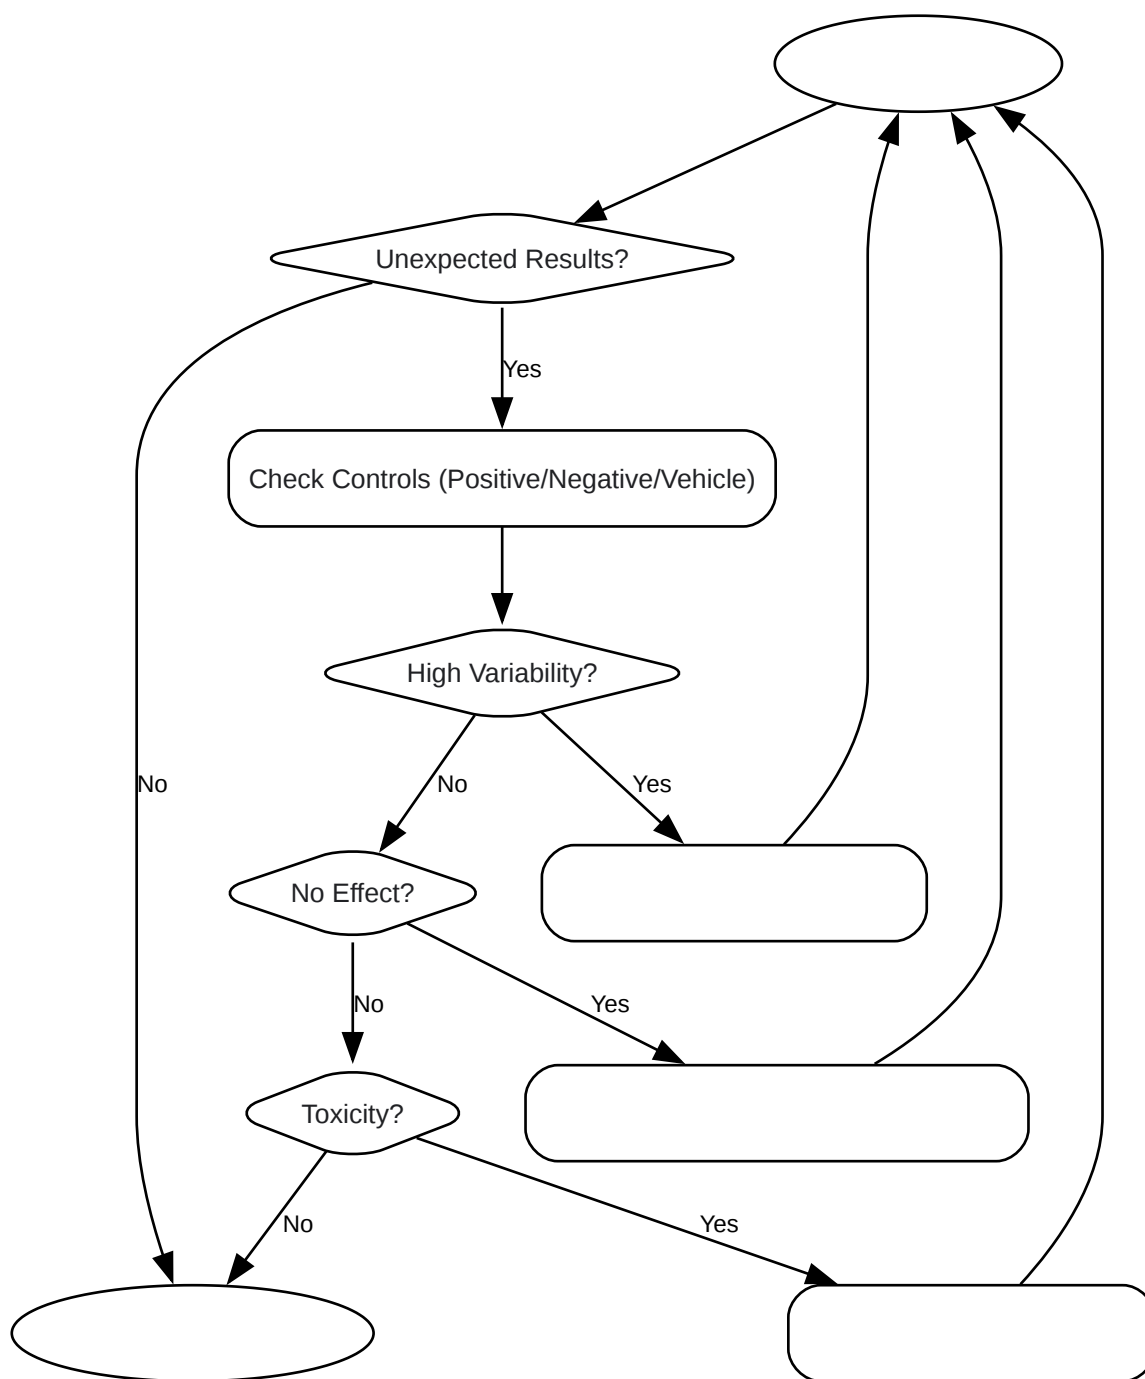 Unexpected Results?
Yes
Check Controls (Positive/Negative/Vehicle)
High Variability?
No
No
Yes
No Effect?
No
Yes
Toxicity?
No
Yes